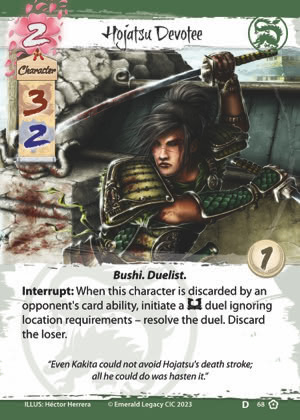 2
Hojatsu Devotee
Character
3
2
1
Bushi. Duelist.
Interrupt: When this character is discarded by an
opponent's card ability, initiate a duel ignoring
location requirements – resolve the duel. Discard
the loser.
"Even Kakita could not avoid Hojatsu's death stroke;
all he could do was hasten it."
ILLUS: Héctor Herrera © Emerald Legacy CIC 2023 D 68